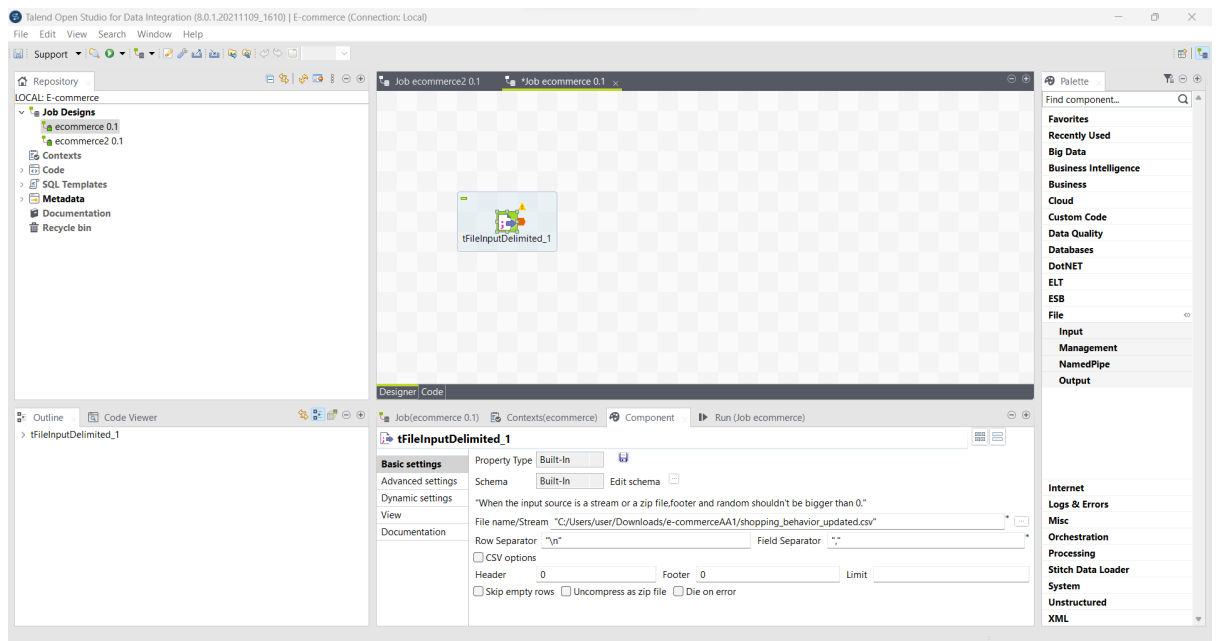 Talend Open Studio for Data Integration (8.0.1.20211109_1610) | E-commerce (Connection: Local)
File Edit View Search Window Help
Support
Repository
LOCAL: E-commerce
Job Designs
ecommerce 0.1
ecommerce2 0.1
Contexts
Code
SQL Templates
Metadata
Documentation
Recycle bin
Job ecommerce2 0.1 *Job ecommerce 0.1
tFileInputDelimited_1
Designer Code
Palette
Find component...
Favorites
Recently Used
Big Data
Business Intelligence
Business
Cloud
Custom Code
Data Quality
Databases
DotNET
ELT
ESB
File
Input
Management
NamedPipe
Output
Internet
Logs & Errors
Misc
Orchestration
Processing
Stitch Data Loader
System
Unstructured
XML
Outline Code Viewer
tFileInputDelimited_1
Job(ecommerce 0.1) Contexts(ecommerce) Component Run (Job ecommerce)
tFileInputDelimited_1
Basic settings
Advanced settings
Dynamic settings
View
Documentation
Property Type Built-In
Schema Built-In Edit schema
"When the input source is a stream or a zip file,footer and random shouldn't be bigger than 0."
File name/Stream "C:/Users/user/Downloads/e-commerceAA1/shopping_behavior_updated.csv" *
Row Separator "\n" Field Separator "," *
CSV options
Header 0 Footer 0 Limit
Skip empty rows Uncompress as zip file Die on error